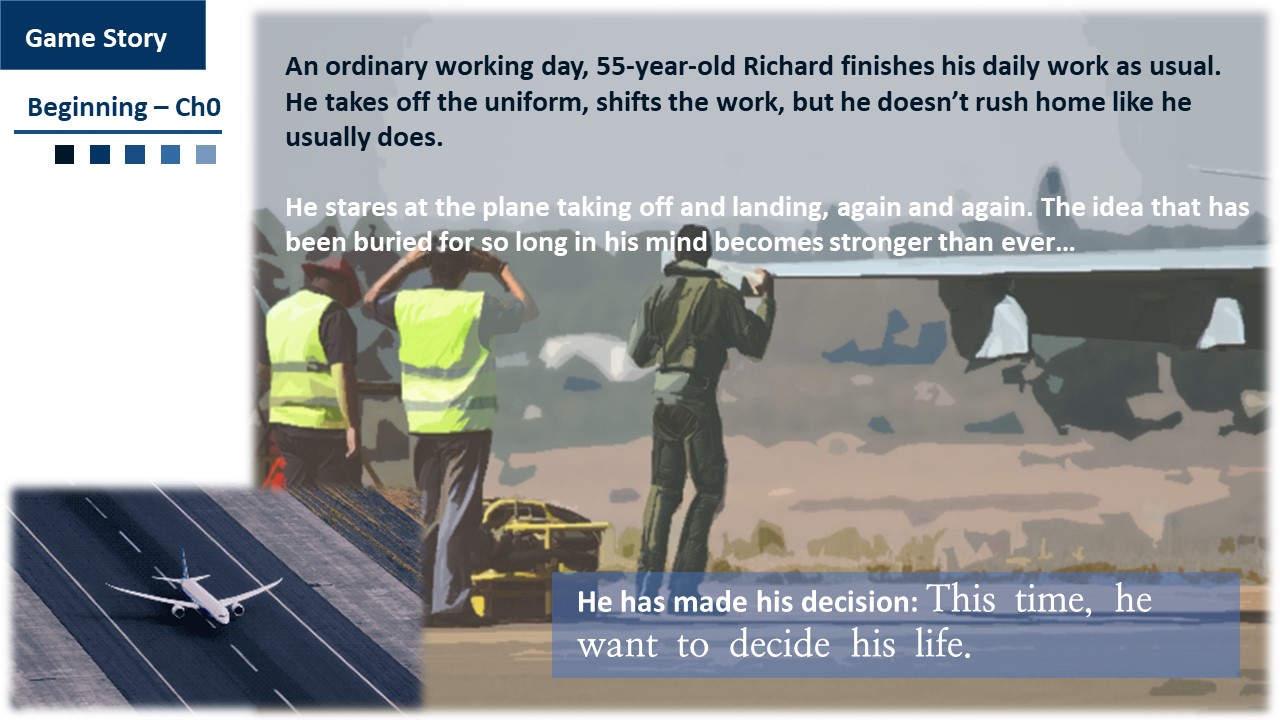 Game Story
Beginning – Ch0
An ordinary working day, 55-year-old Richard finishes his daily work as usual.
He takes off the uniform, shifts the work, but he doesn’t rush home like he
usually does.
He stares at the plane taking off and landing, again and again. The idea that has
been buried for so long in his mind becomes stronger than ever…
He has made his decision: This time, he
want to decide his life.